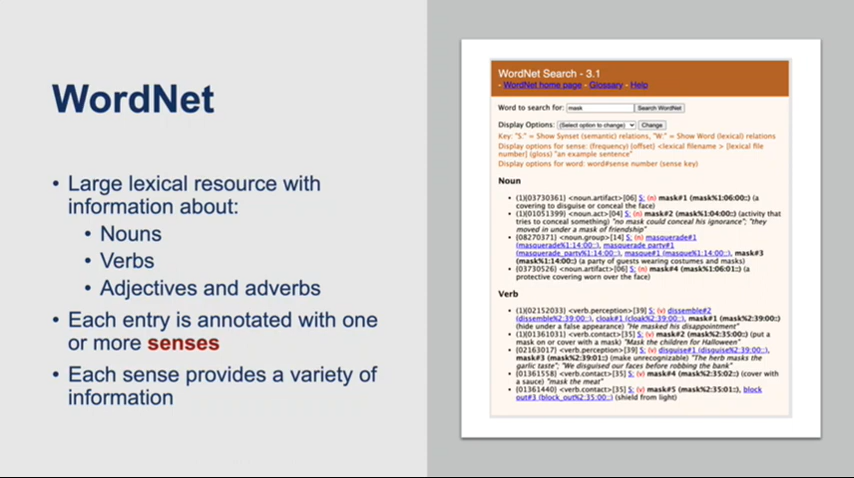 WordNet
• Large lexical resource with
information about:
• Nouns
• Verbs
• Adjectives and adverbs
• Each entry is annotated with one
or more senses
• Each sense provides a variety of
information
WordNet Search - 3.1
- WordNet home page - Glossary - Help
Word to search for: mask Search WordNet
Display Options: (Select option to change) Change
Key: "S:" = Show Synset (semantic) relations, "W:" = Show Word (lexical) relations
Display options for sense: (frequency) {offset} <lexical filename > [lexical file
number] (gloss) "an example sentence"
Display options for word: word#sense number (sense key)
Noun
• (1){03730361} <noun.artifact>[06] S: (n) mask#1 (mask%1:06:00::) (a
covering to disguise or conceal the face)
• (1){01051399} <noun.act>[04] S: (n) mask#2 (mask%1:04:00::) (activity that
tries to conceal something) "no mask could conceal his ignorance"; "they
moved in under a mask of friendship"
• {08270371} <noun.group>[14] S: (n) masquerade#1
(masquerade%1:14:00::), masquerade party#1
(masquerade_party%1:14:00::), masque#1 (masque%1:14:00::), mask#3
(mask%1:14:00::) (a party of guests wearing costumes and masks)
• {03730526} <noun.artifact>[06] S: (n) mask#4 (mask%1:06:01::) (a
protective covering worn over the face)
Verb
• (1){02152033} <verb.perception>[39] S: (v) dissemble#2
(dissemble%2:39:00::), cloak#1 (cloak%2:39:00::), mask#1 (mask%2:39:00::)
(hide under a false appearance) "He masked his disappointment"
• (1){01361031} <verb.contact>[35] S: (v) mask#2 (mask%2:35:00::) (put a
mask on or cover with a mask) "Mask the children for Halloween"
• {02163017} <verb.perception>[39] S: (v) disguise#1 (disguise%2:39:00::),
mask#3 (mask%2:39:01::) (make unrecognizable) "The herb masks the
garlic taste"; "We disguised our faces before robbing the bank"
• {01361558} <verb.contact>[35] S: (v) mask#4 (mask%2:35:02::) (cover with
a sauce) "mask the meat"
• {01361440} <verb.contact>[35] S: (v) mask#5 (mask%2:35:01::), block
out#3 (block_out%2:35:00::) (shield from light)